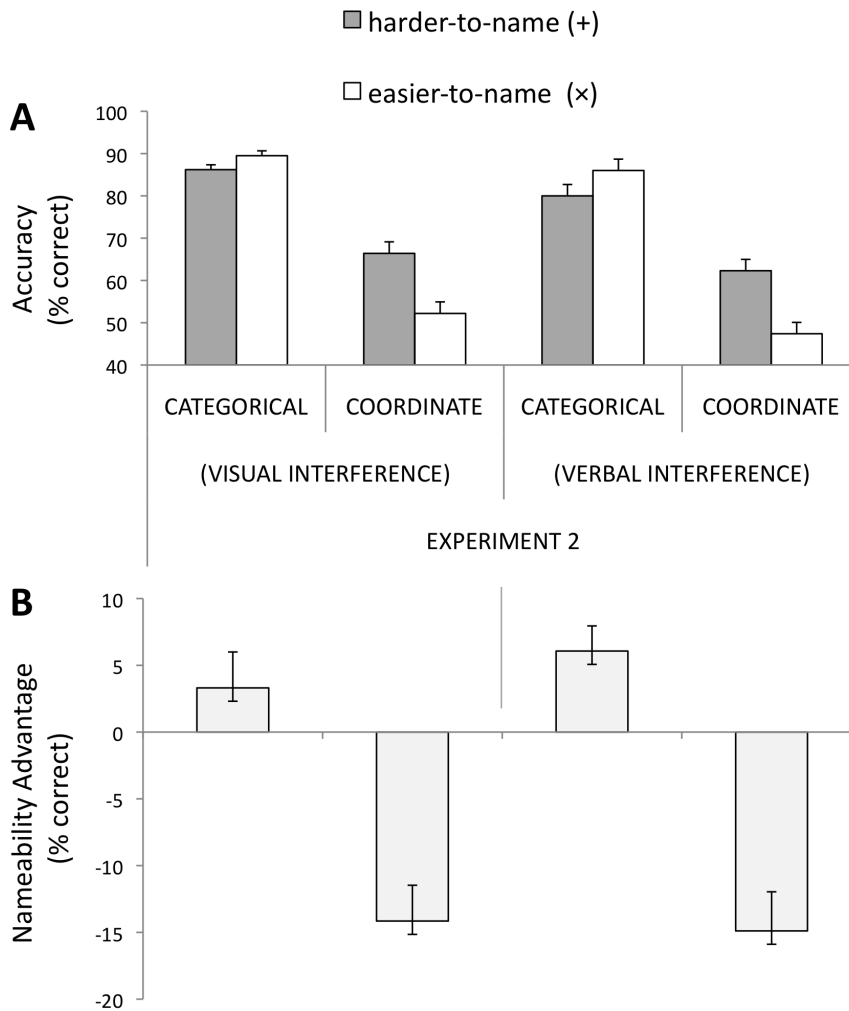 harder-to-name (+)
easier-to-name (×)
A
100
90
80
70
60
50
40
Accuracy
(% correct)
CATEGORICAL COORDINATE CATEGORICAL COORDINATE
(VISUAL INTERFERENCE) (VERBAL INTERFERENCE)
EXPERIMENT 2
B
10
5
0
-5
-10
-15
-20
Nameability Advantage
(% correct)